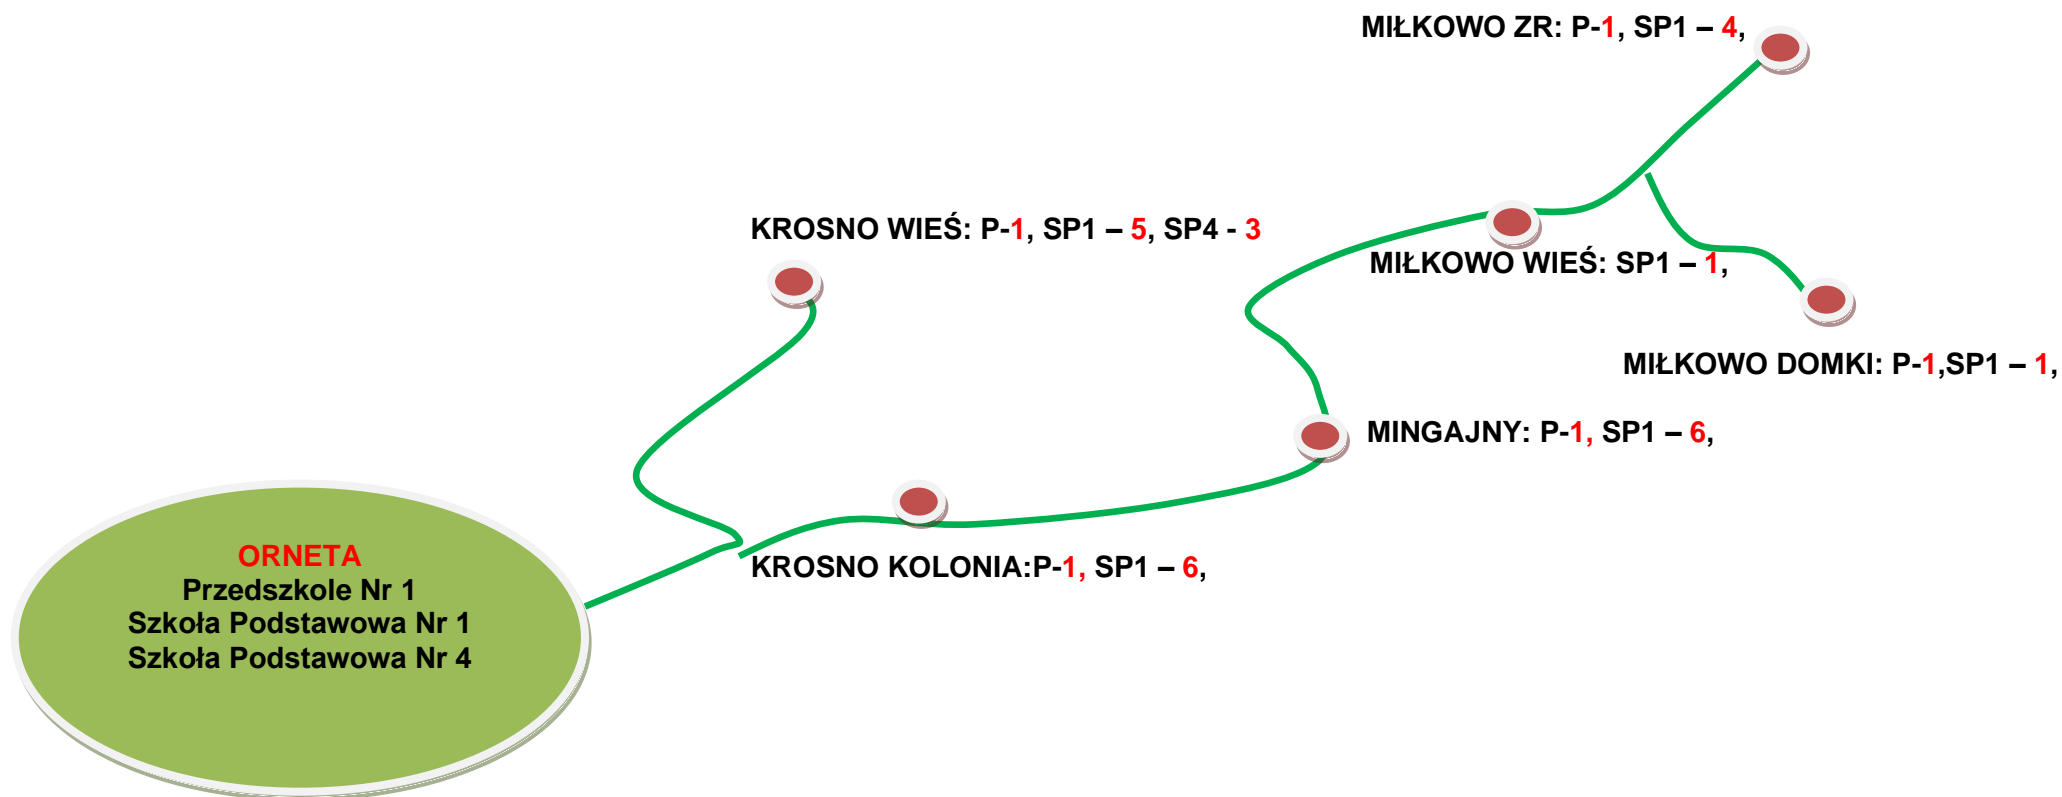 MIŁKOWO ZR: P-1, SP1 – 4,
KROSNO WIEŚ: P-1, SP1 – 5, SP4 - 3
MIŁKOWO WIEŚ: SP1 – 1,
MIŁKOWO DOMKI: P-1,SP1 – 1,
MINGAJNY: P-1, SP1 – 6,
KROSNO KOLONIA:P-1, SP1 – 6,
ORNETA
Przedszkole Nr 1
Szkoła Podstawowa Nr 1
Szkoła Podstawowa Nr 4